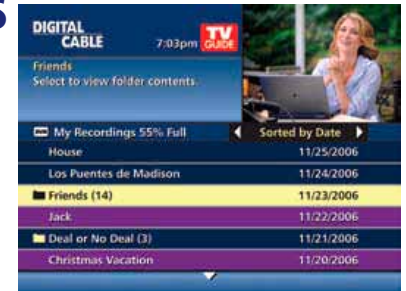 S
DIGITAL
CABLE
7:03pm
TV
GUIDE
Friends
Select to view folder contents.
My Recordings 55% Full
Sorted by Date
House 11/25/2006
Los Puentes de Madison 11/24/2006
Friends (14) 11/23/2006
Jack 11/22/2006
Deal or No Deal (3) 11/21/2006
Christmas Vacation 11/20/2006